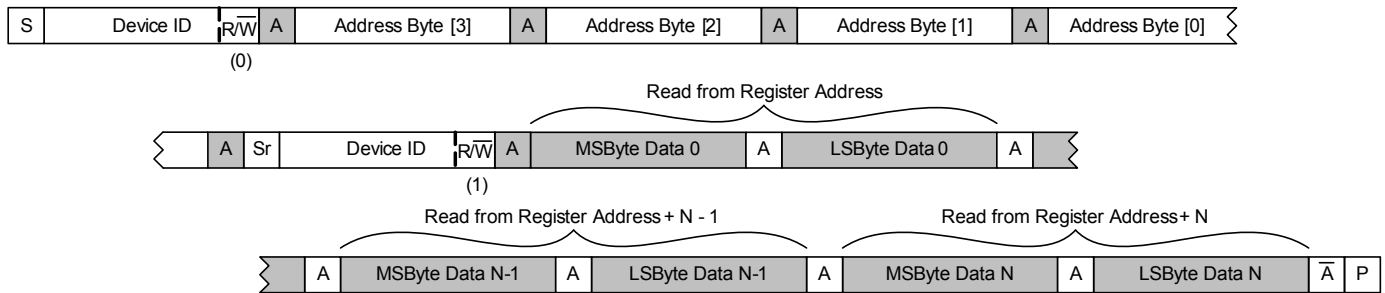 S Device ID R/W̅ A Address Byte [3] A Address Byte [2] A Address Byte [1] A Address Byte [0]
(0)
Read from Register Address
A Sr Device ID R/W̅ A MSByte Data 0 A LSByte Data 0 A
(1)
Read from Register Address + N - 1 Read from Register Address + N
A MSByte Data N-1 A LSByte Data N-1 A MSByte Data N A LSByte Data N A̅ P